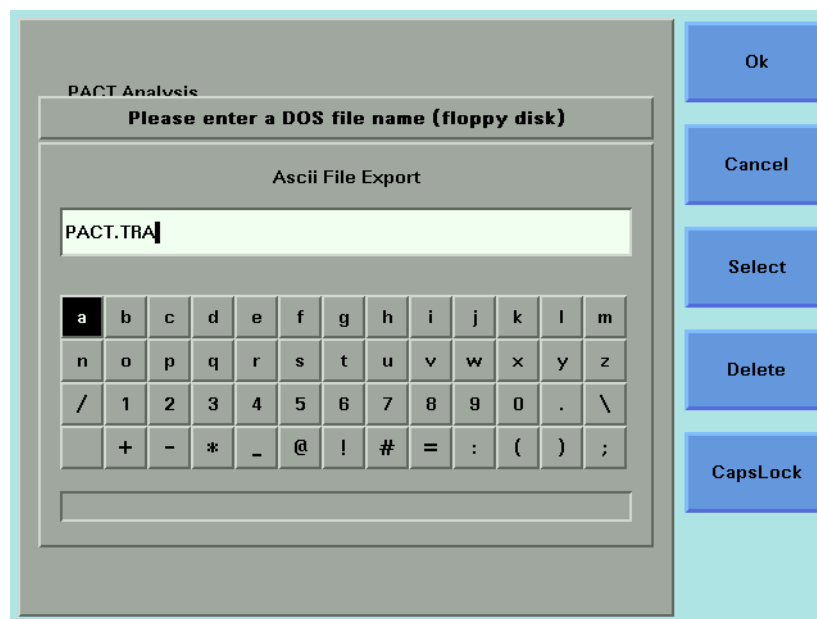 PACT Analysis
Please enter a DOS file name (floppy disk)
Ascii File Export
PACT.TRA
a b c d e f g h i j k l m
n o p q r s t u v w x y z
/ 1 2 3 4 5 6 7 8 9 0 . \
+ - * _ @ ! # = : ( ) ;
Ok
Cancel
Select
Delete
CapsLock